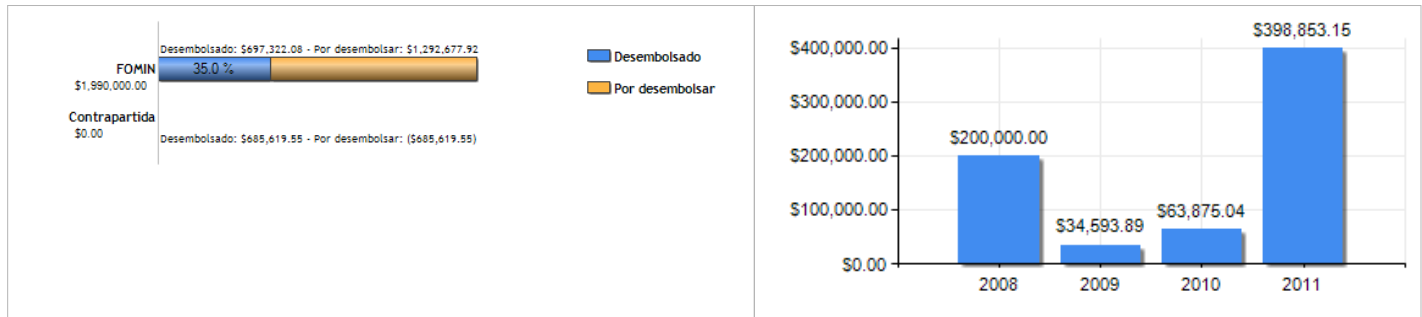 Desembolsado: $697,322.08 - Por desembolsar: $1,292,677.92
FOMIN
35.0 %
$1,990,000.00
Contrapartida
$0.00
Desembolsado: $685,619.55 - Por desembolsar: ($685,619.55)
Desembolsado
Por desembolsar
$398,853.15
$400,000.00
$300,000.00
$200,000.00
$200,000.00
$100,000.00
$63,875.04
$34,593.89
$0.00
2008 2009 2010 2011